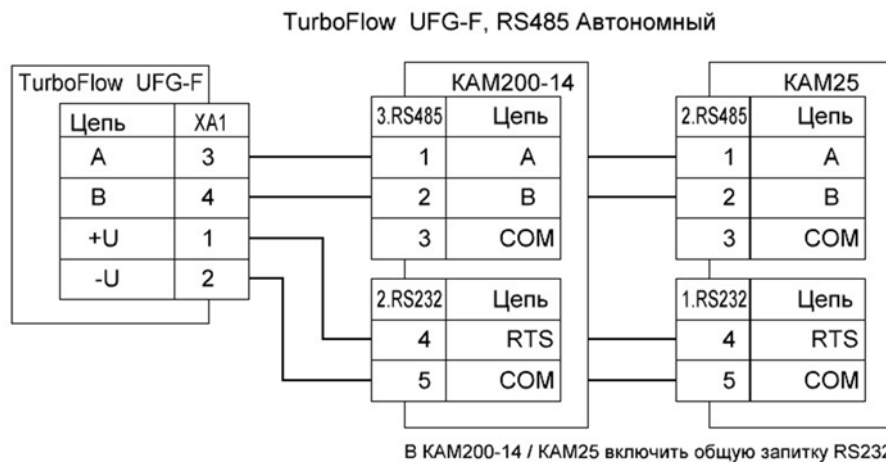 TurboFlow UFG-F, RS485 Автономный
TurboFlow UFG-F
Цепь XA1
A 3
B 4
+U 1
-U 2
КАМ200-14
3.RS485 Цепь
1 A
2 B
3 COM
2.RS232 Цепь
4 RTS
5 COM
КАМ25
2.RS485 Цепь
1 A
2 B
3 COM
1.RS232 Цепь
4 RTS
5 COM
В КАМ200-14 / КАМ25 включить общую запитку RS232